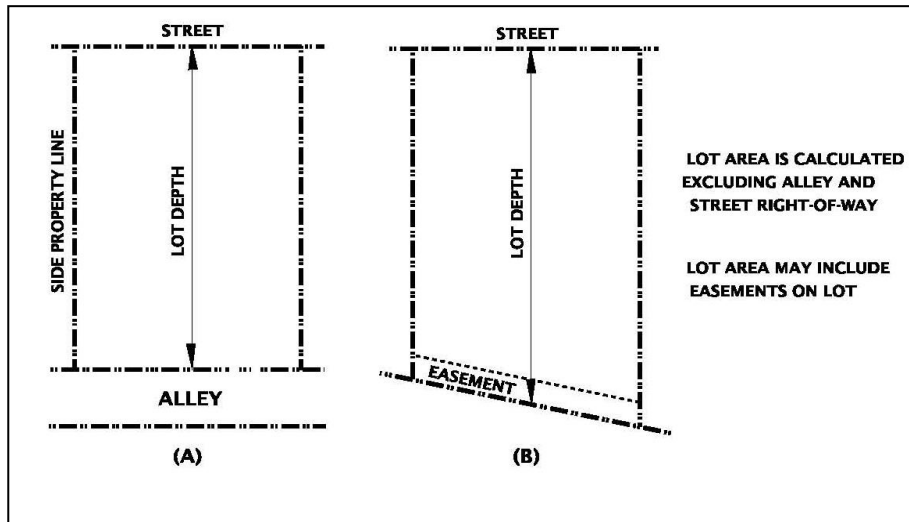 STREET
SIDE PROPERTY LINE
LOT DEPTH
ALLEY
(A)
STREET
LOT DEPTH
EASEMENT
(B)
LOT AREA IS CALCULATED
EXCLUDING ALLEY AND
STREET RIGHT-OF-WAY
LOT AREA MAY INCLUDE
EASEMENTS ON LOT